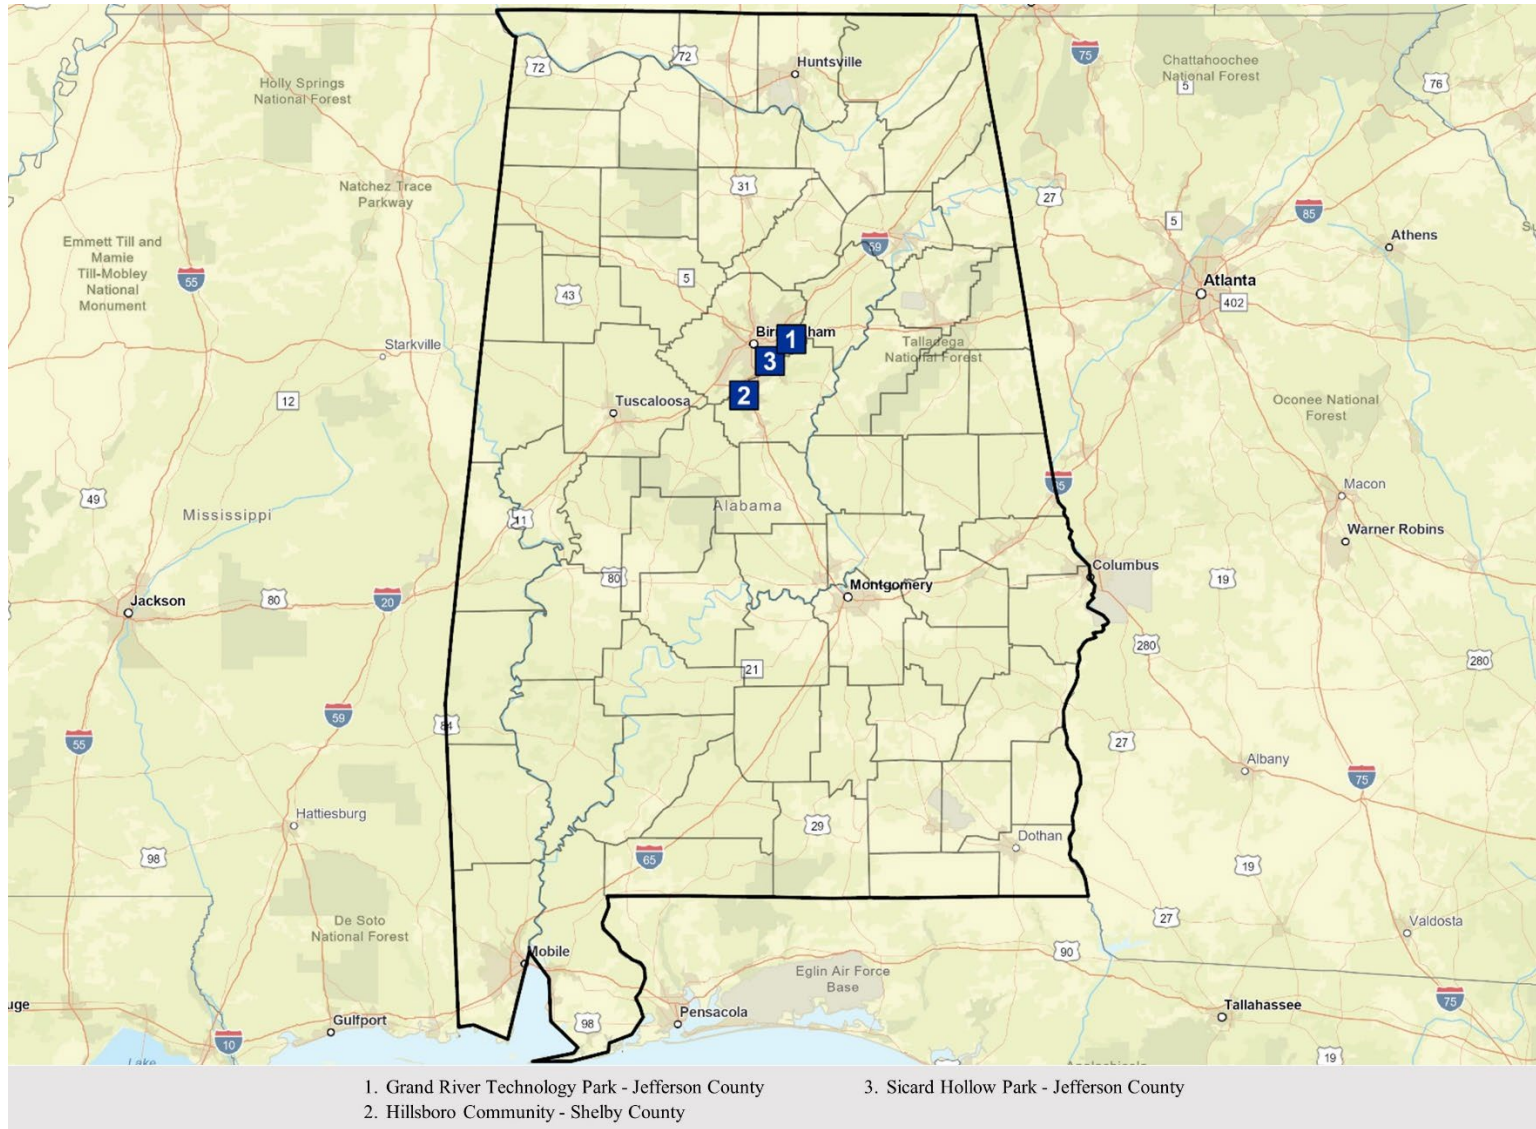 Huntsville
Chattahoochee
National Forest
75
72
72
5
76
Holly Springs
National Forest
31
Natchez Trace
Parkway
27
85
5
Athens
Emmett Till and
Mamie
Till-Mobley
National
Monument
55
59
5
43
Atlanta
402
Starkville
1
3
2
Talladega
National Forest
12
Tuscaloosa
Oconee National
Forest
49
Mississippi
Alabama
Macon
Warner Robins
11
80
Columbus
19
Jackson
80
20
Montgomery
280
280
21
59
84
55
27
Albany
75
Hattiesburg
29
98
65
Dothan
19
De Soto
National Forest
27
Valdosta
Mobile
90
Eglin Air Force
Base
uge
Gulfport
98
Pensacola
75
Tallahassee
10
Lake
19
1. Grand River Technology Park - Jefferson County
2. Hillsboro Community - Shelby County
3. Sicard Hollow Park - Jefferson County